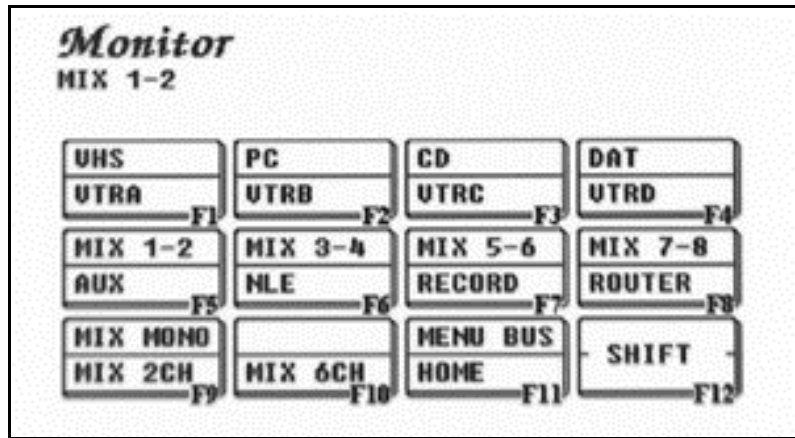 Monitor
MIX 1-2
VHS PC CD DAT
VTRA VTRB VTRC VTRD
F1 F2 F3 F4
MIX 1-2 MIX 3-4 MIX 5-6 MIX 7-8
AUX NLE RECORD ROUTER
F5 F6 F7 F8
MIX MONO MENU BUS
SHIFT
MIX 2CH MIX 6CH HOME
F9 F10 F11 F12